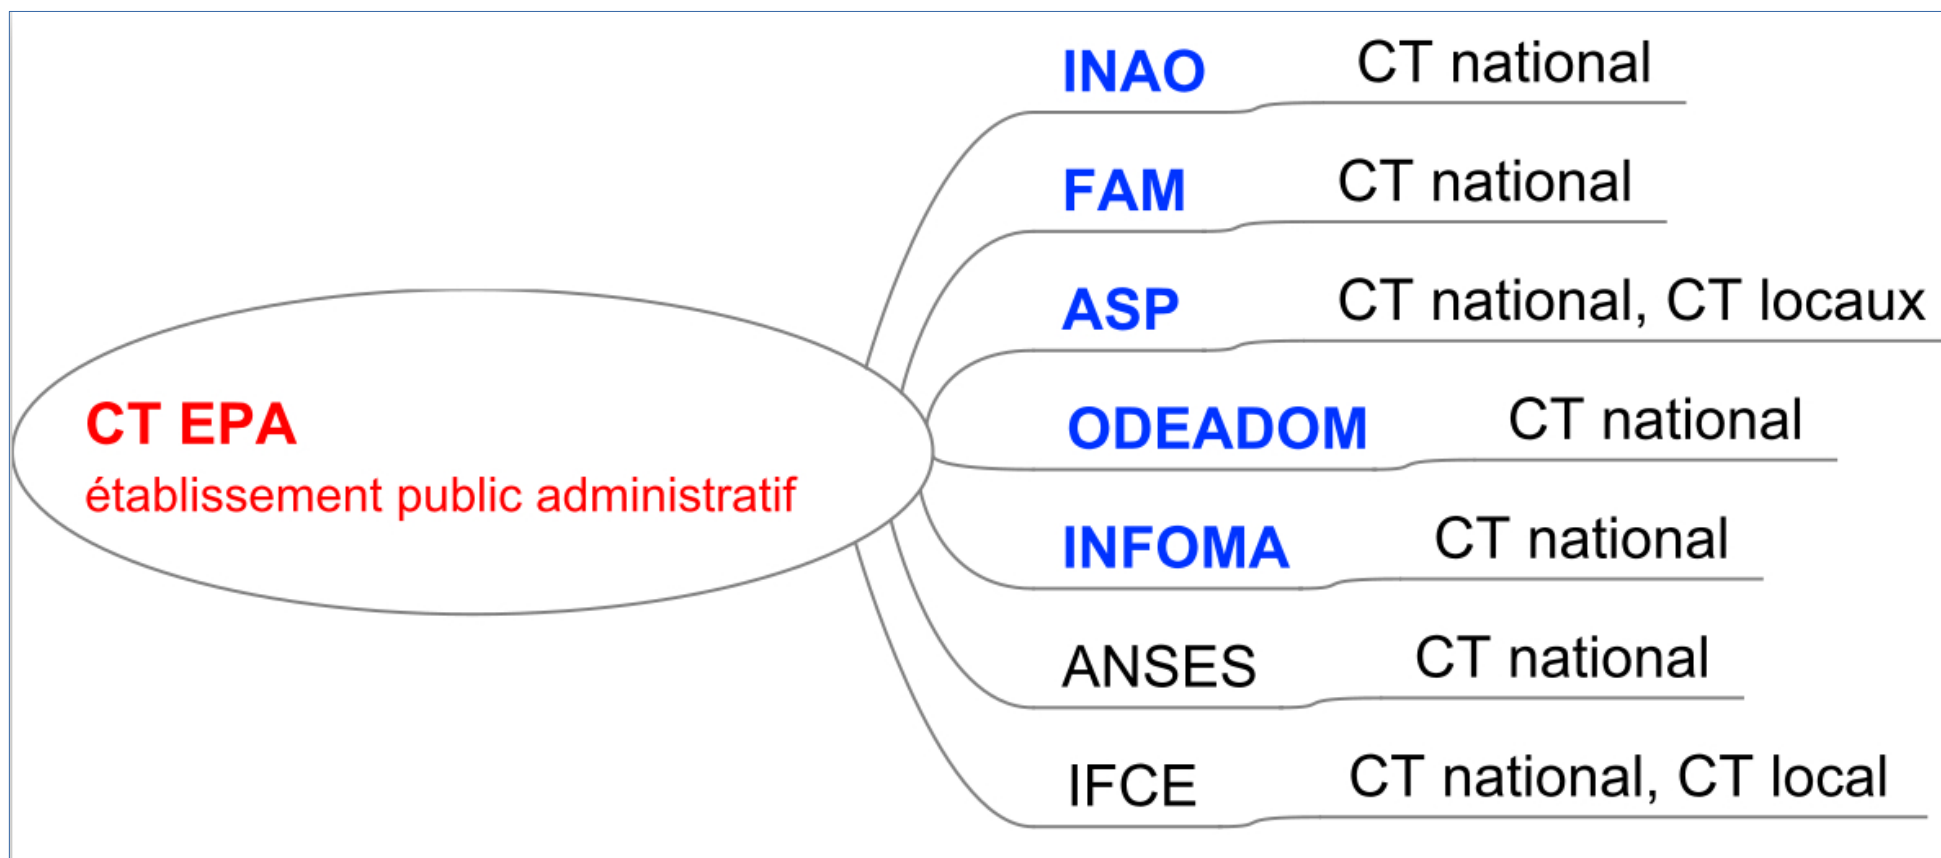 INAO CT national
FAM CT national
ASP CT national, CT locaux
CT EPA
établissement public administratif
ODEADOM CT national
INFOMA CT national
ANSES CT national
IFCE CT national, CT local